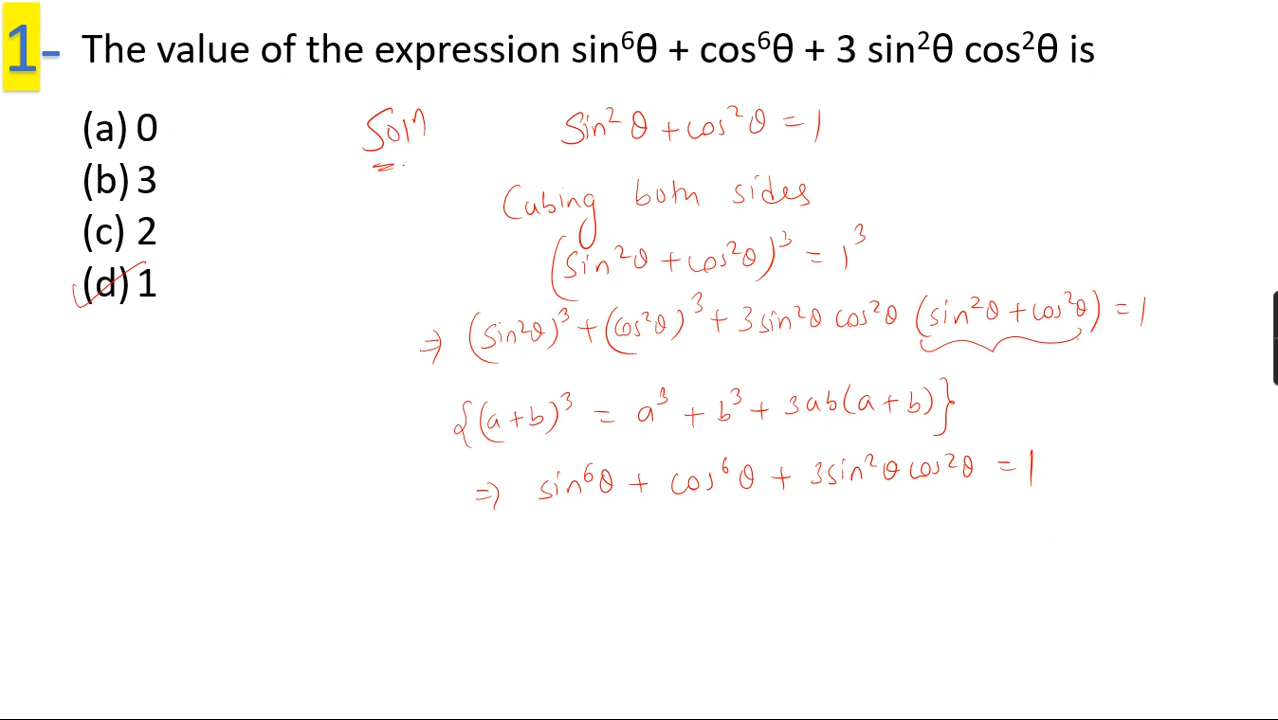 1- The value of the expression sin⁶θ + cos⁶θ + 3 sin²θ cos²θ is
(a) 0
(b) 3
(c) 2
(d) 1
Soln
Sin²θ + cos²θ = 1
Cubing both sides
(sin²θ + cos²θ)³ = 1³
⇒ (sin²θ)³ + (cos²θ)³ + 3sin²θ cos²θ (sin²θ + cos²θ) = 1
{(a+b)³ = a³ + b³ + 3ab(a+b)}
⇒ sin⁶θ + cos⁶θ + 3sin²θ cos²θ = 1